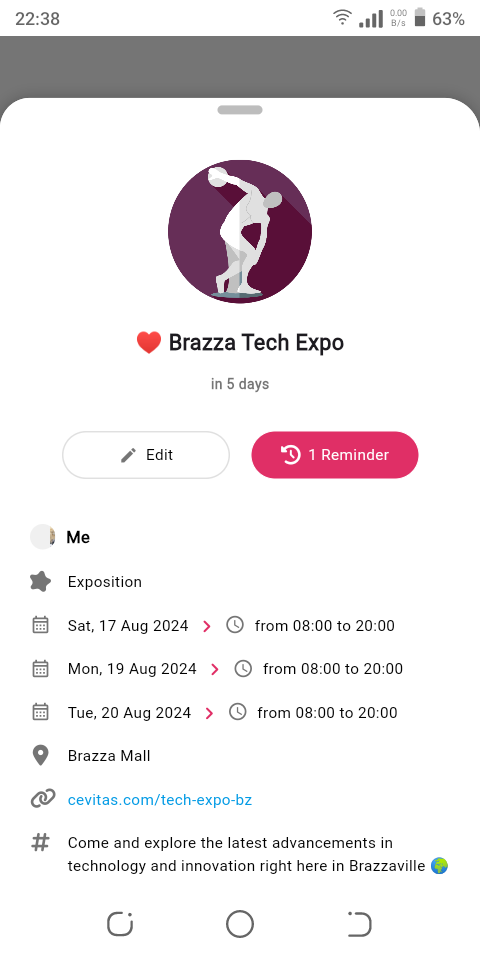 22:38
0.00
B/s
63%
❤️ Brazza Tech Expo
in 5 days
Edit
1 Reminder
Me
Exposition
Sat, 17 Aug 2024 > from 08:00 to 20:00
Mon, 19 Aug 2024 > from 08:00 to 20:00
Tue, 20 Aug 2024 > from 08:00 to 20:00
Brazza Mall
cevitas.com/tech-expo-bz
# Come and explore the latest advancements in
technology and innovation right here in Brazzaville 🌍